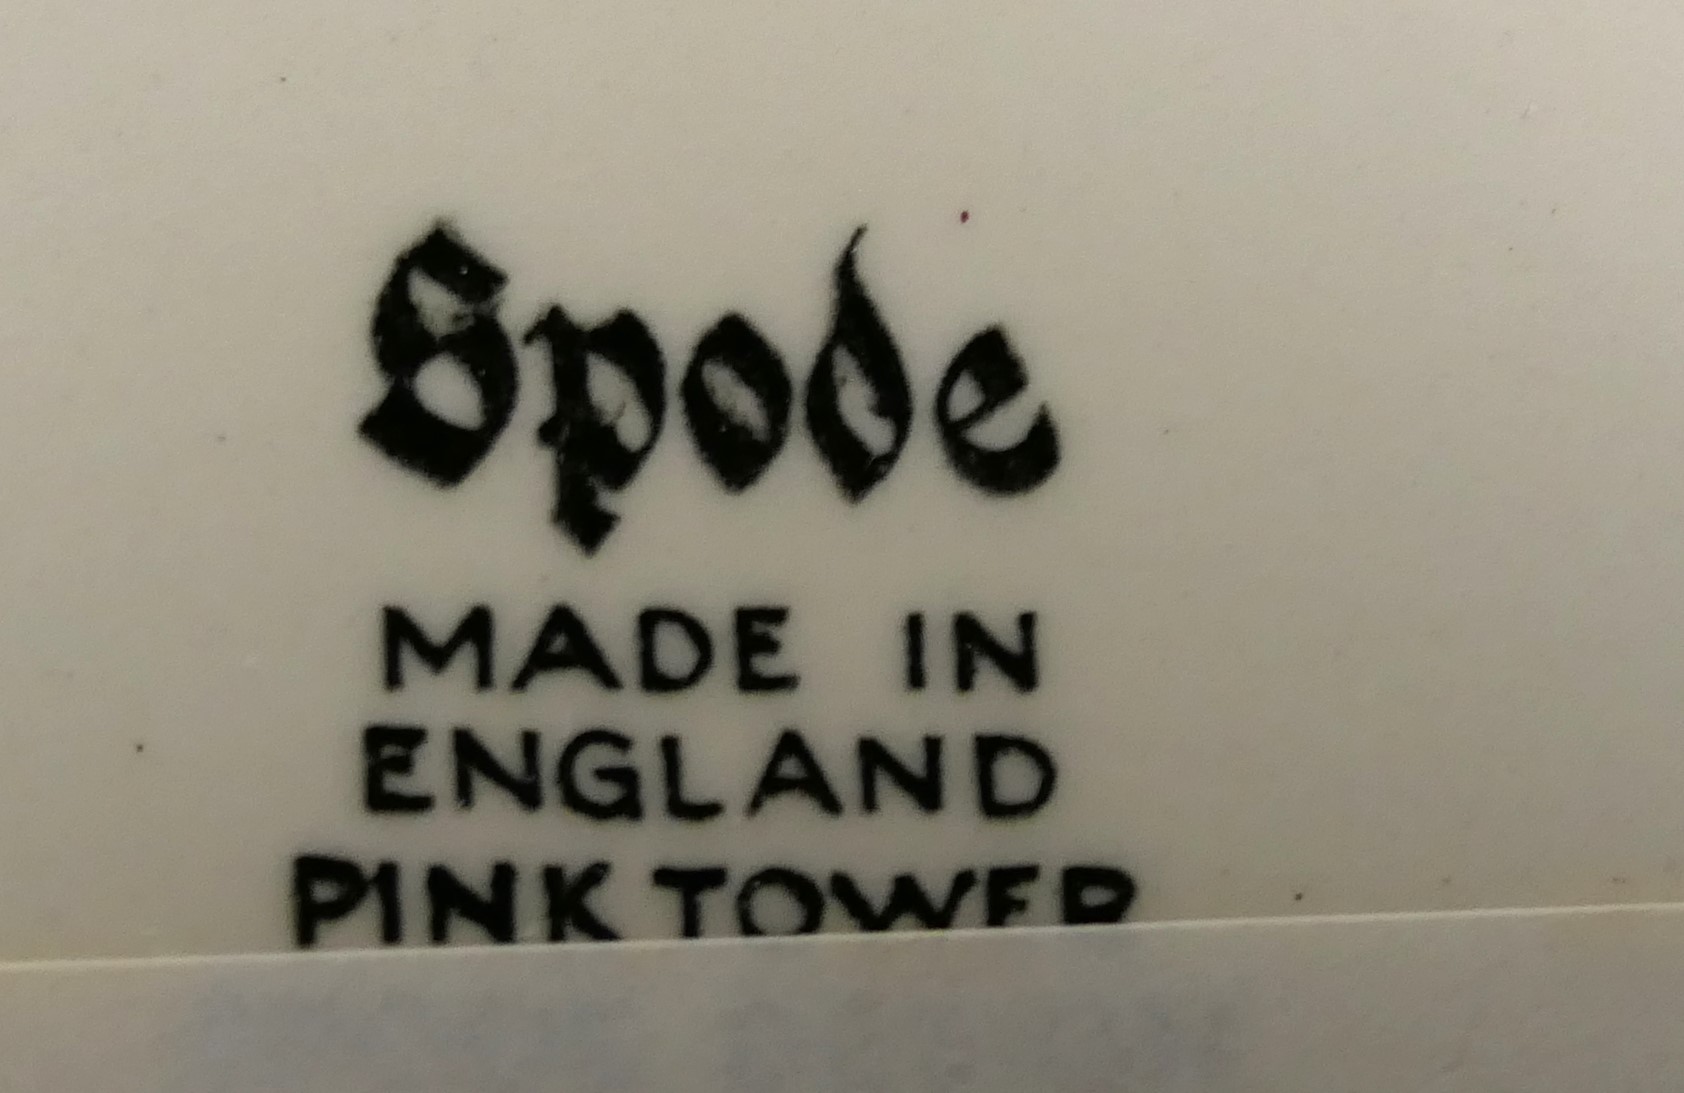 Spode
MADE IN
ENGLAND
PINK TOWER